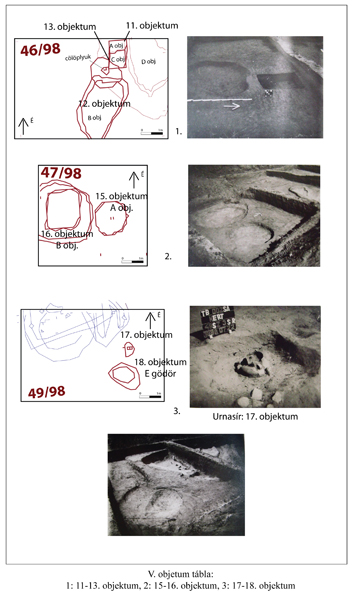 13. objektum
11. objektum
46/98
A obj
cölöplyuk
C obj
D obj
12. objektum
B obj
É
1.
47/98
É
15. objektum
A obj.
16. objektum
B obj.
2.
É
17. objektum
18. objektum
E gödör
49/98
3.
Urnasír: 17. objektum
V. objetum tábla:
1: 11-13. objektum, 2: 15-16. objektum, 3: 17-18. objektum